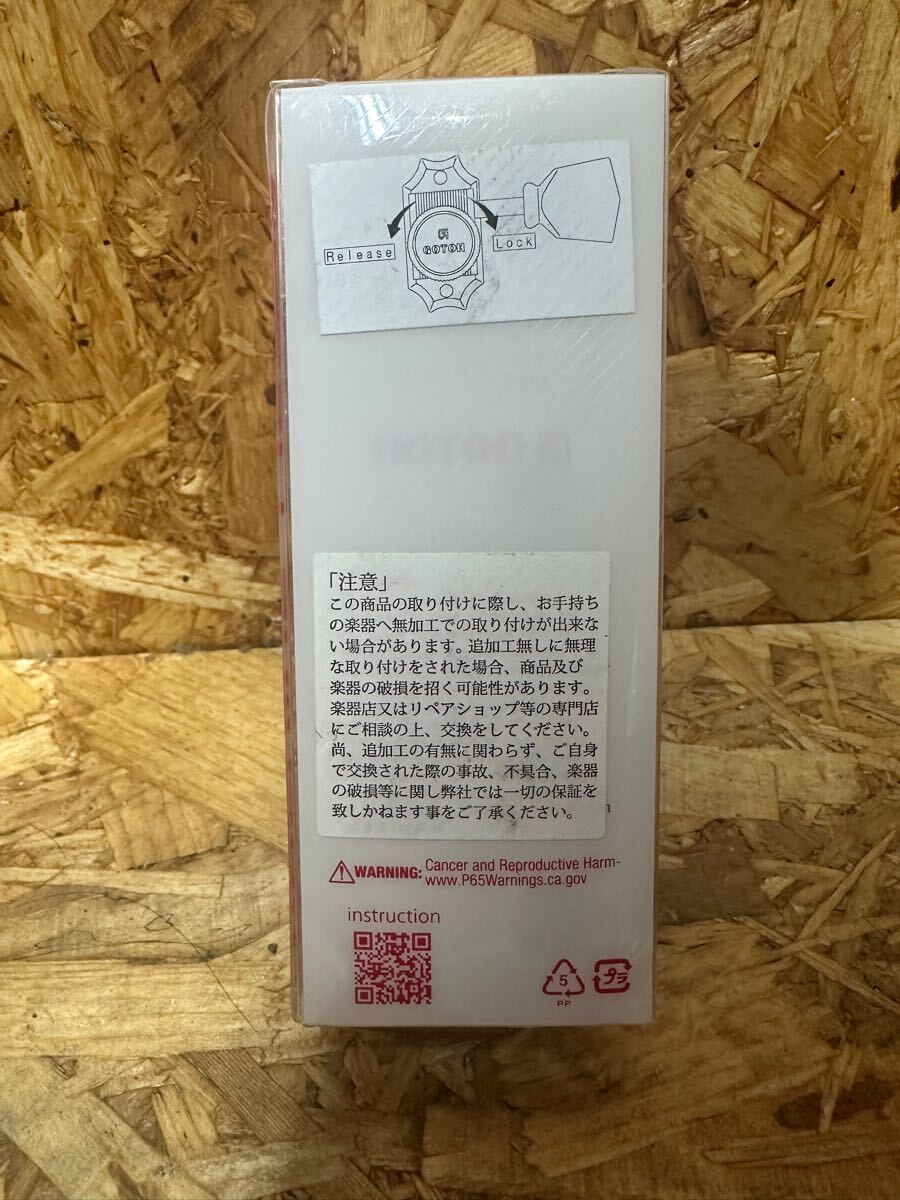 Release
Lock
GOTOH
GOTOH
「注意」
この商品の取り付けに際し、お手持ち
の楽器へ無加工での取り付けが出来な
い場合があります。追加工無しに無理
な取り付けをされた場合、商品及び
楽器の破損を招く可能性があります。
楽器店又はリペアショップ等の専門店
にご相談の上、交換をしてください。
尚、追加工の有無に関わらず、ご自身
で交換された際の事故、不具合、楽器
の破損等に関し弊社では一切の保証を
致しかねます事をご了承ください。
WARNING: Cancer and Reproductive Harm-
www.P65Warnings.ca.gov
instruction
5
PP
プラ